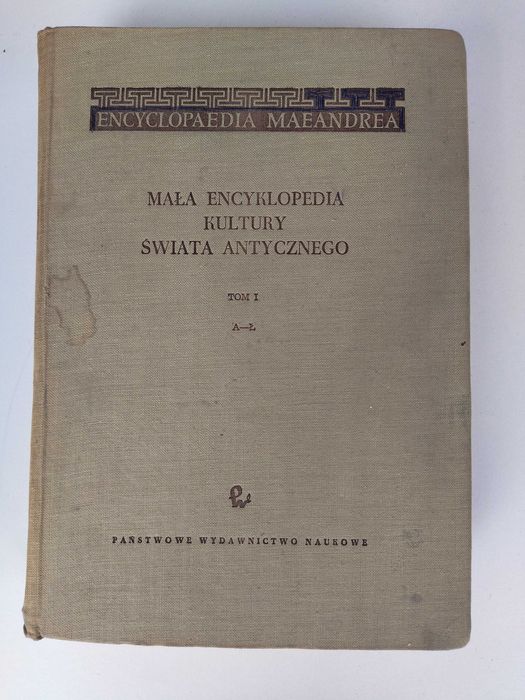 ENCYCLOPAEDIA MAEANDREA
MAŁA ENCYKLOPEDIA
KULTURY
ŚWIATA ANTYCZNEGO
TOM I
A—Ł
PAŃSTWOWE WYDAWNICTWO NAUKOWE